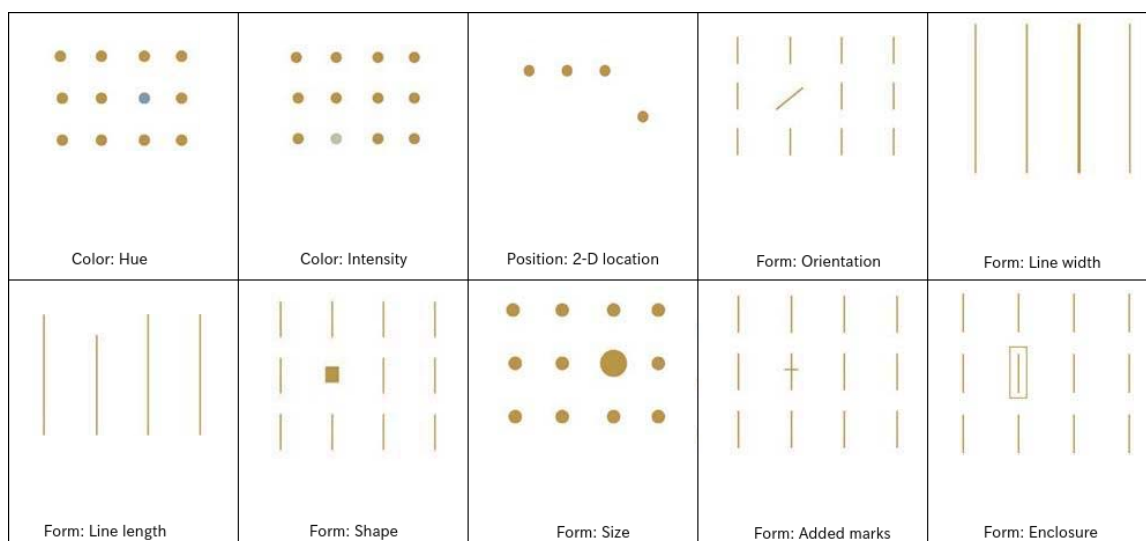 Color: Hue
Color: Intensity
Position: 2-D location
Form: Orientation
Form: Line width
Form: Line length
Form: Shape
Form: Size
Form: Added marks
Form: Enclosure